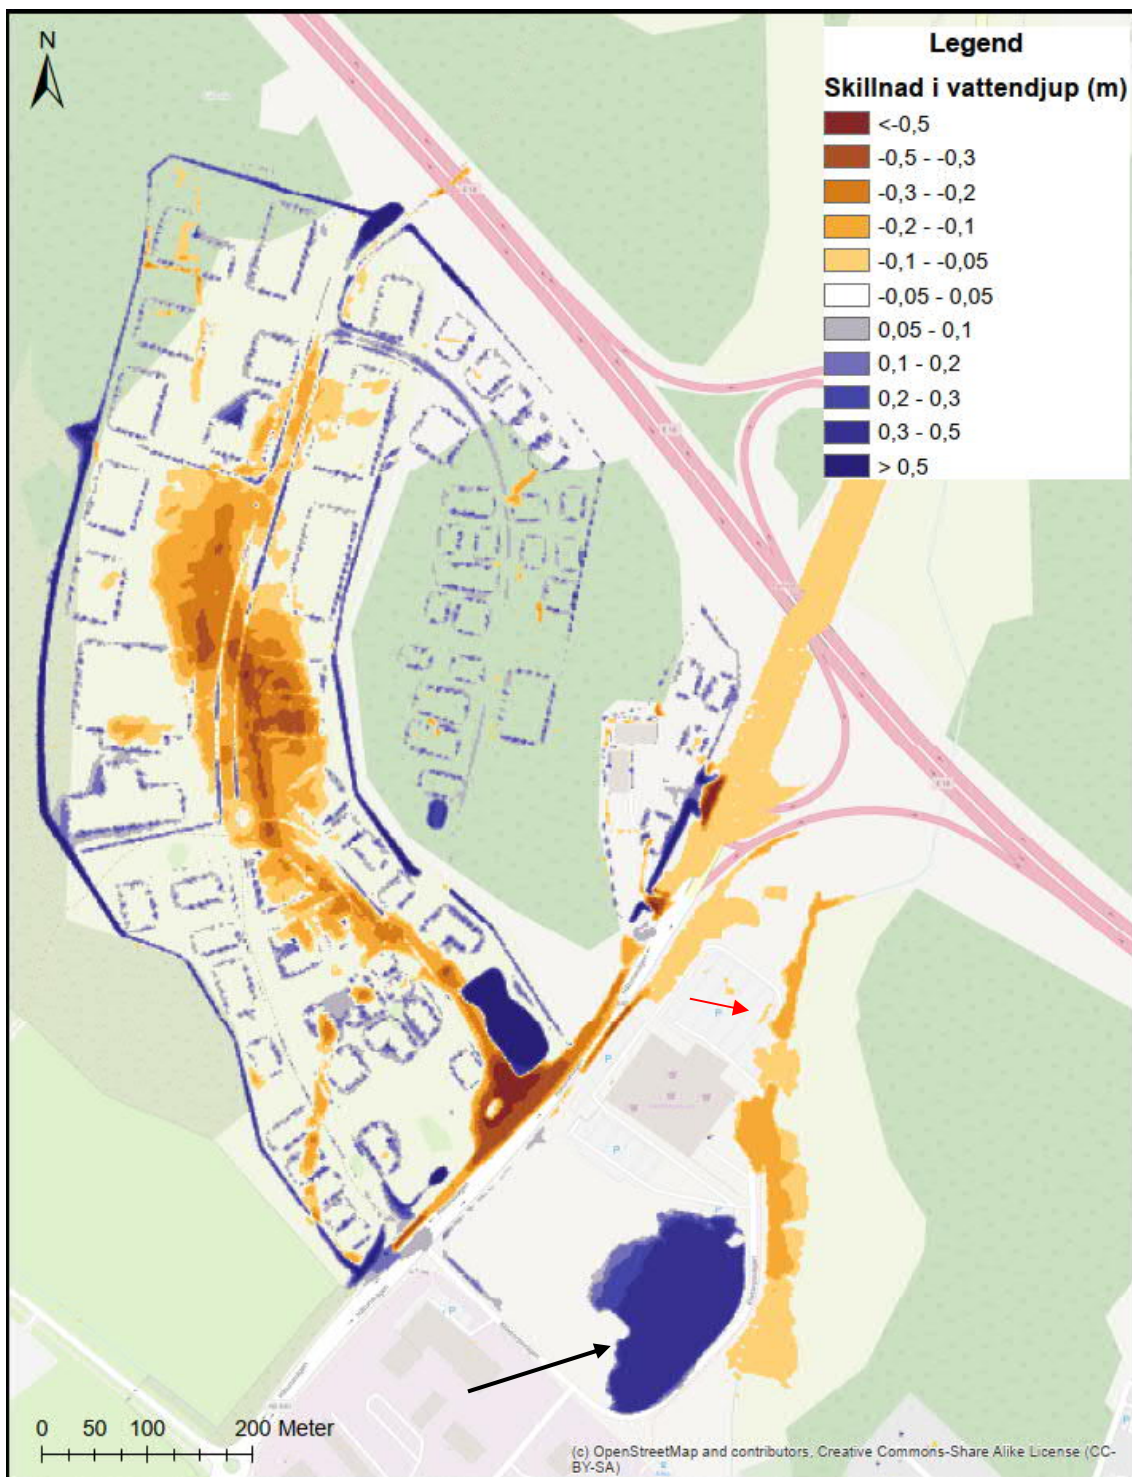 N
Legend
Skillnad i vattendjup (m)
<-0,5
-0,5 - -0,3
-0,3 - -0,2
-0,2 - -0,1
-0,1 - -0,05
-0,05 - 0,05
0,05 - 0,1
0,1 - 0,2
0,2 - 0,3
0,3 - 0,5
> 0,5
E 18
E 18
E 18
P
P
P
P
P
P
P
0 50 100 200 Meter
(c) OpenStreetMap and contributors, Creative Commons-Share Alike License (CC-
BY-SA)